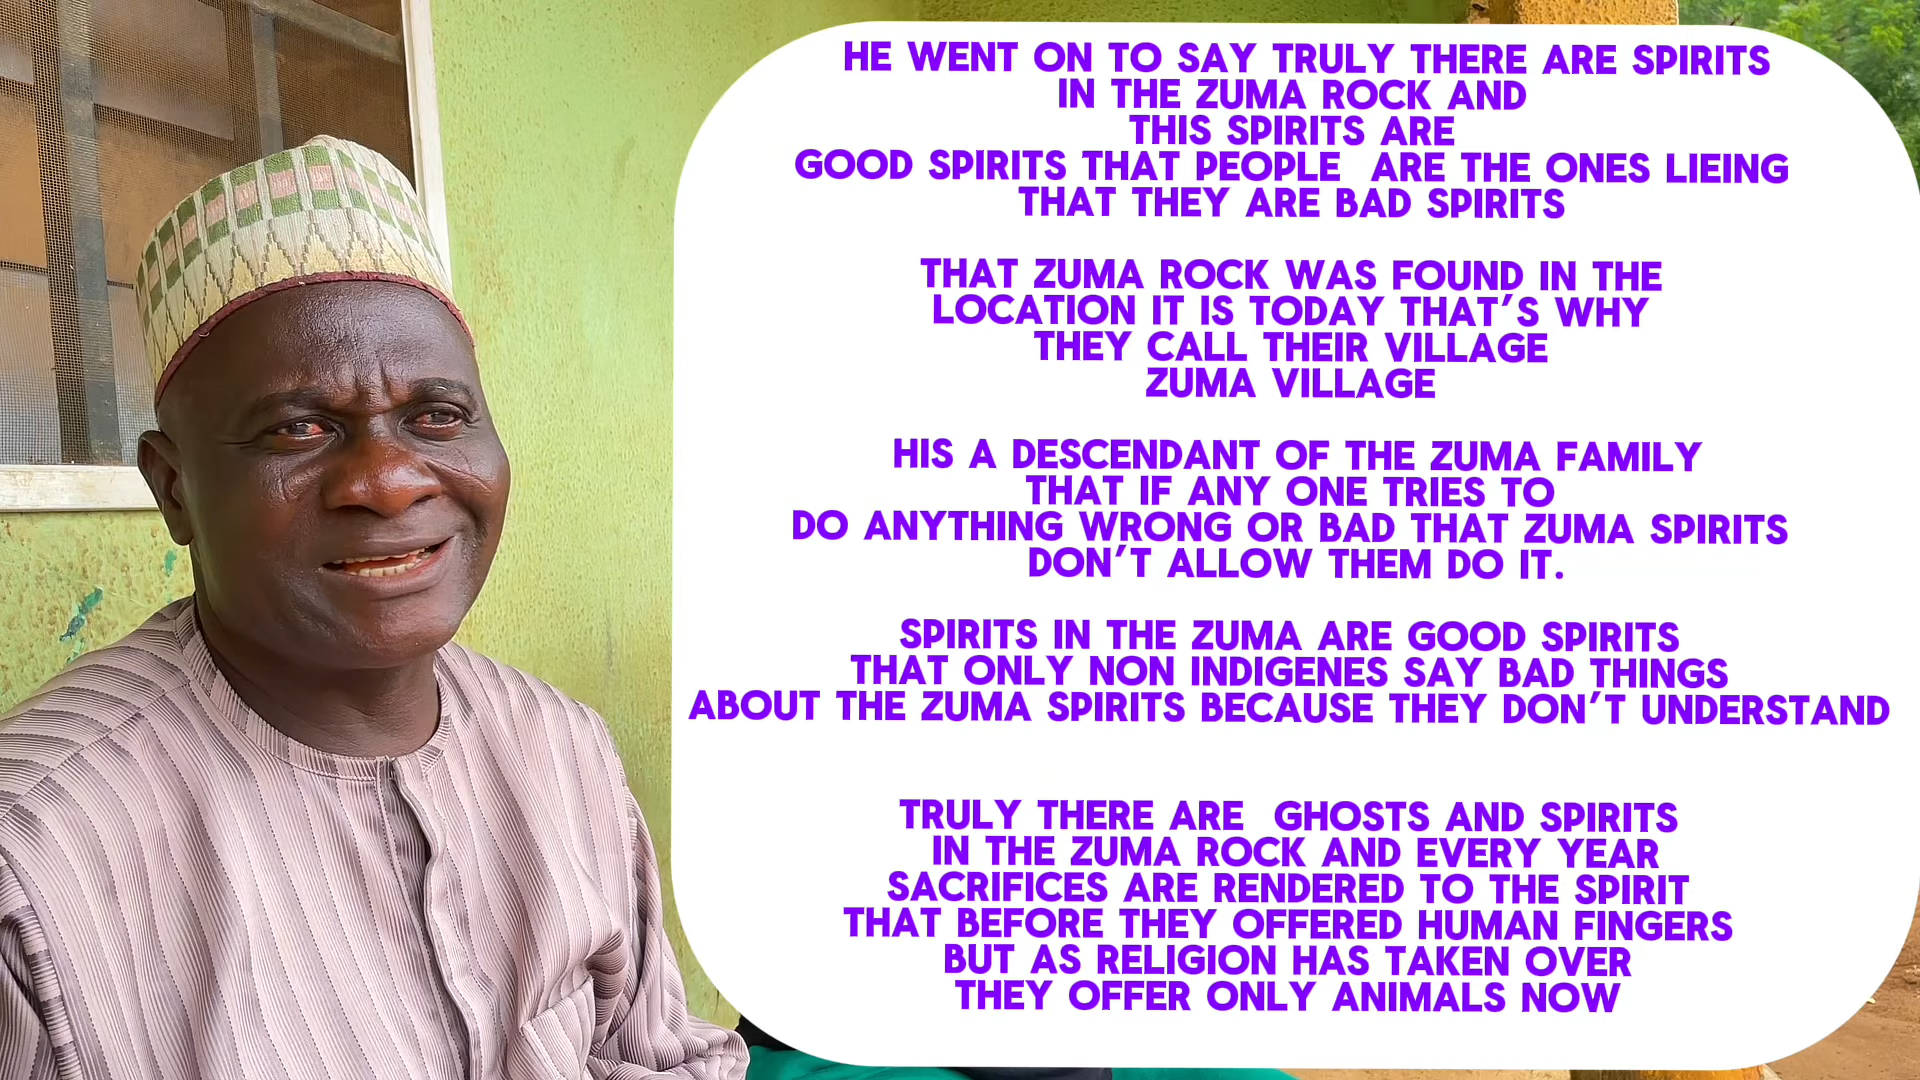 HE WENT ON TO SAY TRULY THERE ARE SPIRITS
IN THE ZUMA ROCK AND
THIS SPIRITS ARE
GOOD SPIRITS THAT PEOPLE ARE THE ONES LIEING
THAT THEY ARE BAD SPIRITS
THAT ZUMA ROCK WAS FOUND IN THE
LOCATION IT IS TODAY THAT'S WHY
THEY CALL THEIR VILLAGE
ZUMA VILLAGE
HIS A DESCENDANT OF THE ZUMA FAMILY
THAT IF ANY ONE TRIES TO
DO ANYTHING WRONG OR BAD THAT ZUMA SPIRITS
DON'T ALLOW THEM DO IT.
SPIRITS IN THE ZUMA ARE GOOD SPIRITS
THAT ONLY NON INDIGENES SAY BAD THINGS
ABOUT THE ZUMA SPIRITS BECAUSE THEY DON'T UNDERSTAND
TRULY THERE ARE GHOSTS AND SPIRITS
IN THE ZUMA ROCK AND EVERY YEAR
SACRIFICES ARE RENDERED TO THE SPIRIT
THAT BEFORE THEY OFFERED HUMAN FINGERS
BUT AS RELIGION HAS TAKEN OVER
THEY OFFER ONLY ANIMALS NOW